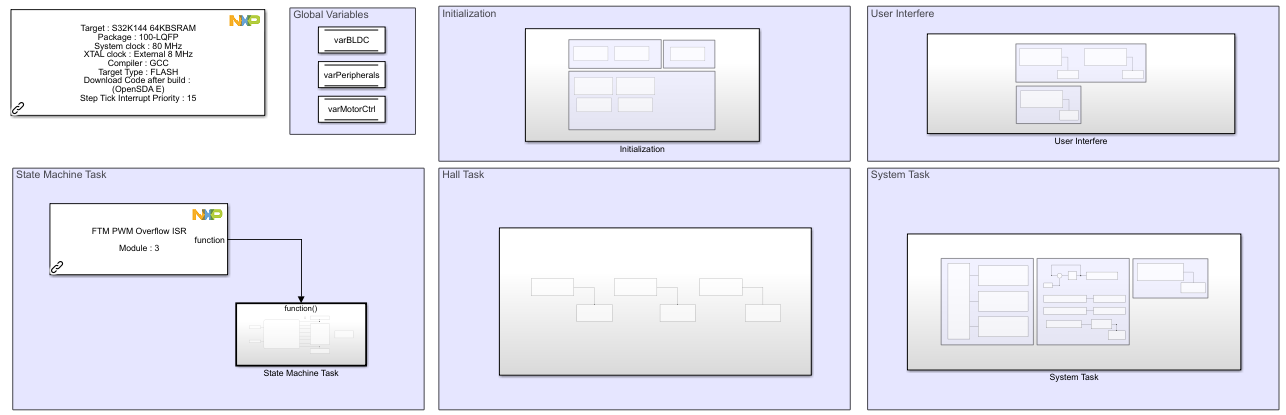 NXP
Target : S32K144 64KBSRAM
Package : 100-LQFP
System clock : 80 MHz
XTAL clock : External 8 MHz
Compiler : GCC
Target Type : FLASH
Download Code after build :
(OpenSDA E)
Step Tick Interrupt Priority : 15
Global Variables
varBLDC
varPeripherals
varMotorCtrl
Initialization
Initialization
User Interfere
User Interfere
State Machine Task
NXP
FTM PWM Overflow ISR
Module : 3
function
function()
State Machine Task
Hall Task
System Task
System Task